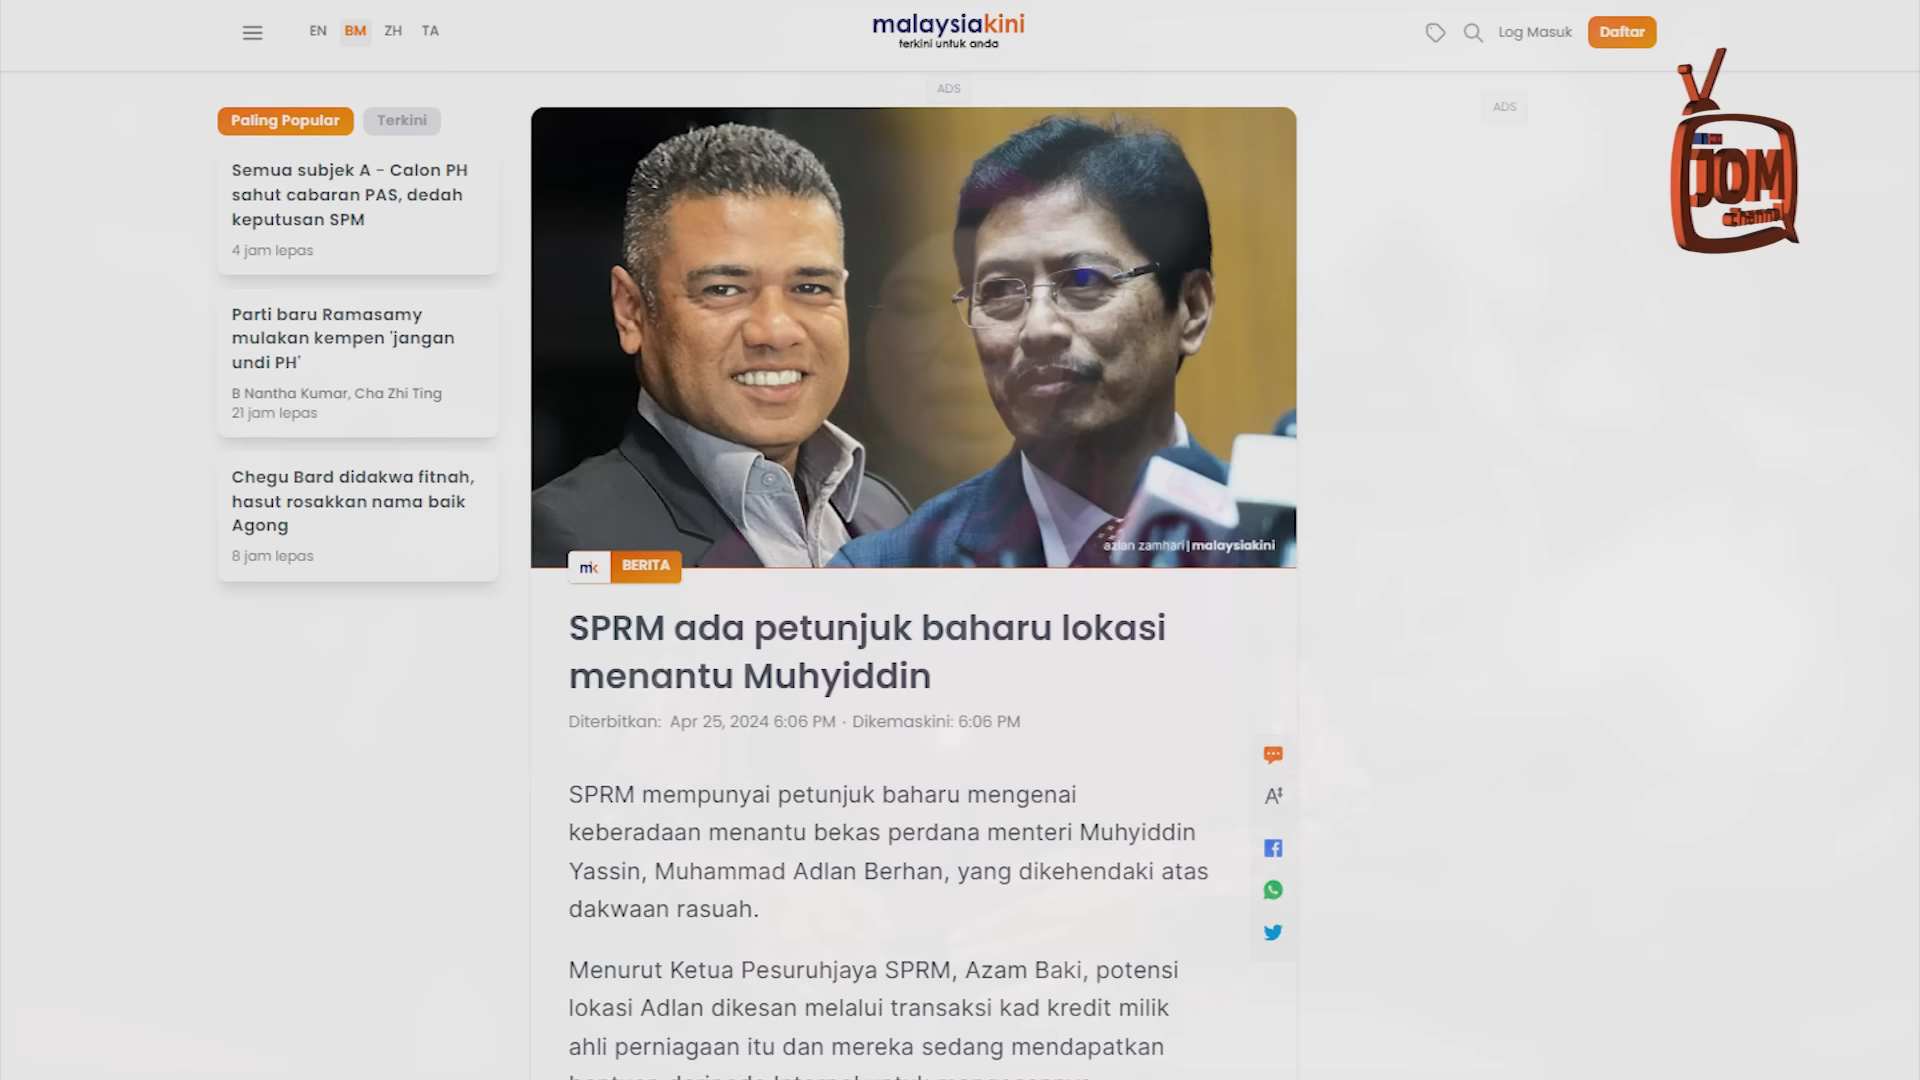 EN BM ZH TA
malaysiakini
terkini untuk anda
Log Masuk
Daftar
ADS
ADS
JOM
channel
Paling Popular
Terkini
Semua subjek A - Calon PH
sahut cabaran PAS, dedah
keputusan SPM
4 jam lepas
Parti baru Ramasamy
mulakan kempen 'jangan
undi PH'
B Nantha Kumar, Cha Zhi Ting
21 jam lepas
Chegu Bard didakwa fitnah,
hasut rosakkan nama baik
Agong
8 jam lepas
azlan zamhari|malaysiakini
mk BERITA
SPRM ada petunjuk baharu lokasi
menantu Muhyiddin
Diterbitkan: Apr 25, 2024 6:06 PM · Dikemaskini: 6:06 PM
SPRM mempunyai petunjuk baharu mengenai
keberadaan menantu bekas perdana menteri Muhyiddin
Yassin, Muhammad Adlan Berhan, yang dikehendaki atas
dakwaan rasuah.
Menurut Ketua Pesuruhjaya SPRM, Azam Baki, potensi
lokasi Adlan dikesan melalui transaksi kad kredit milik
ahli perniagaan itu dan mereka sedang mendapatkan